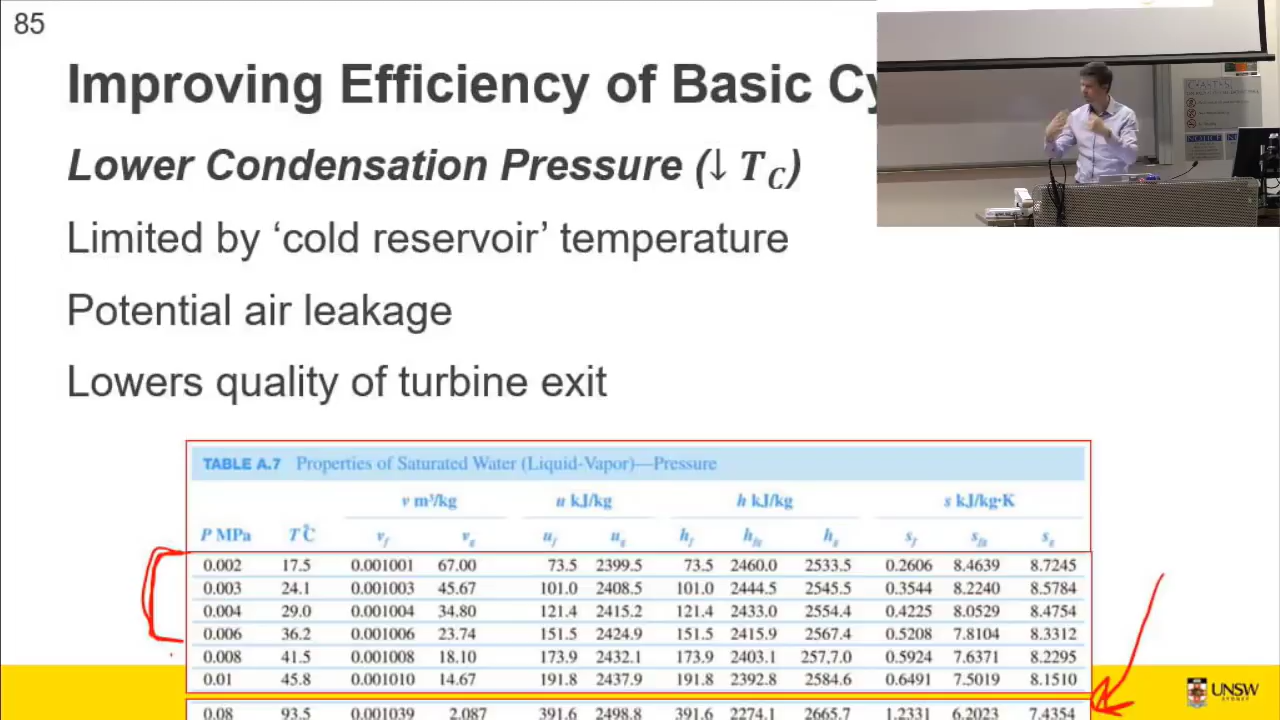 85
Improving Efficiency of Basic Cy
Lower Condensation Pressure (↓ T_C)
Limited by ‘cold reservoir’ temperature
Potential air leakage
Lowers quality of turbine exit
TABLE A.7 Properties of Saturated Water (Liquid-Vapor)—Pressure
v m³/kg u kJ/kg h kJ/kg s kJ/kg·K
P MPa T°C v_f v_g u_f u_g h_f h_fg h_g s_f s_fg s_g
0.002 17.5 0.001001 67.00 73.5 2399.5 73.5 2460.0 2533.5 0.2606 8.4639 8.7245
0.003 24.1 0.001003 45.67 101.0 2408.5 101.0 2444.5 2545.5 0.3544 8.2240 8.5784
0.004 29.0 0.001004 34.80 121.4 2415.2 121.4 2433.0 2554.4 0.4225 8.0529 8.4754
0.006 36.2 0.001006 23.74 151.5 2424.9 151.5 2415.9 2567.4 0.5208 7.8104 8.3312
0.008 41.5 0.001008 18.10 173.9 2432.1 173.9 2403.1 257,7.0 0.5924 7.6371 8.2295
0.01 45.8 0.001010 14.67 191.8 2437.9 191.8 2392.8 2584.6 0.6491 7.5019 8.1510
0.08 93.5 0.001039 2.087 391.6 2498.8 391.6 2274.1 2665.7 1.2331 6.2023 7.4354
UNSW
SYDNEY